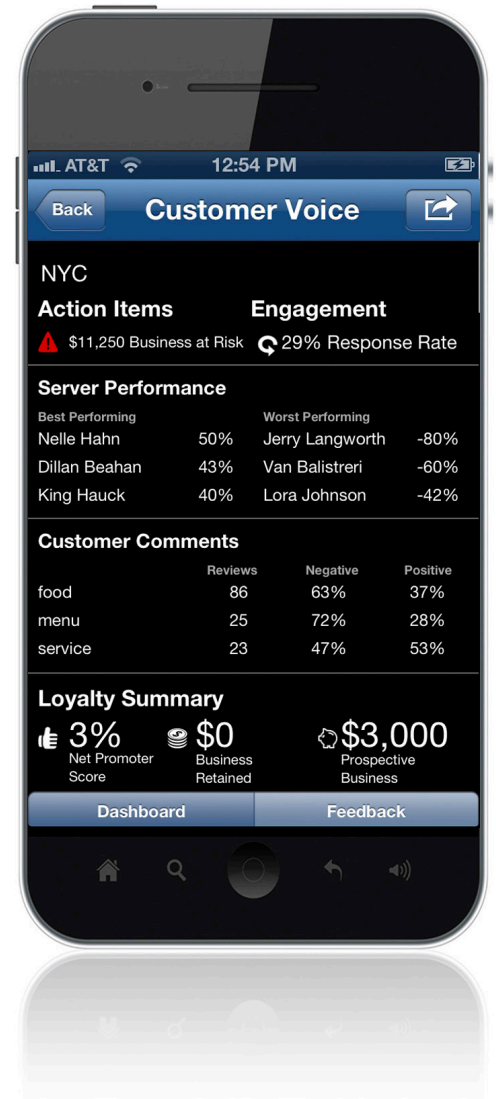 AT&T 12:54 PM
Back Customer Voice
NYC
Action Items Engagement
$11,250 Business at Risk 29% Response Rate
Server Performance
Best Performing Worst Performing
Nelle Hahn 50% Jerry Langworth -80%
Dillan Beahan 43% Van Balistreri -60%
King Hauck 40% Lora Johnson -42%
Customer Comments
Reviews Negative Positive
food 86 63% 37%
menu 25 72% 28%
service 23 47% 53%
Loyalty Summary
3% $0 $3,000
Net Promoter Business Prospective
Score Retained Business
Dashboard Feedback